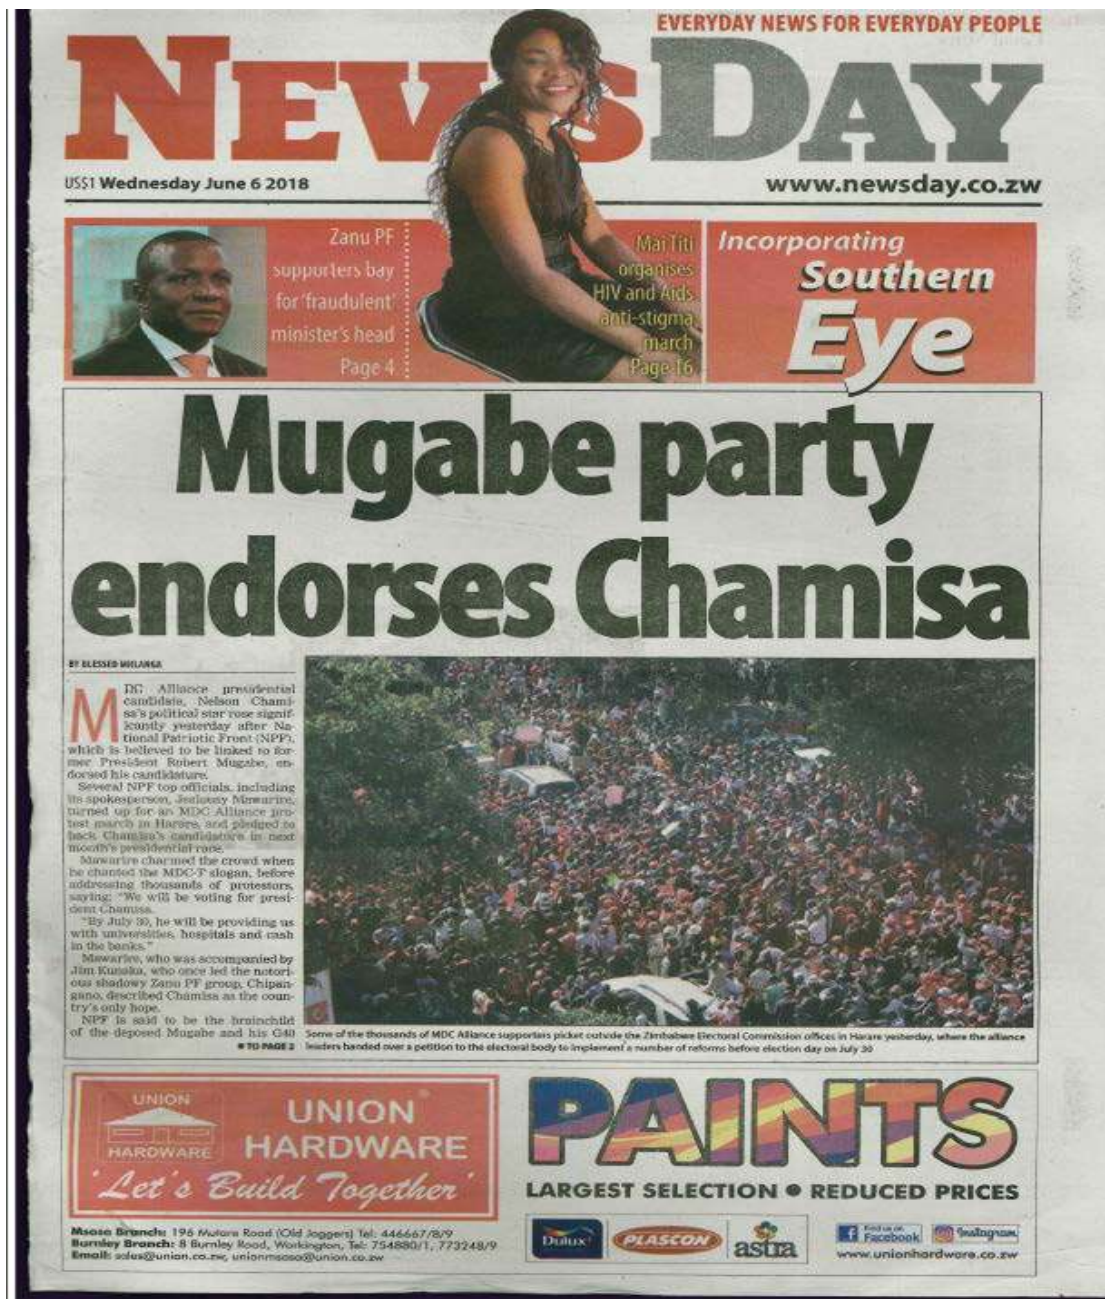 EVERYDAY NEWS FOR EVERYDAY PEOPLE
NEWSDAY
US$1 Wednesday June 6 2018
www.newsday.co.zw
Zanu PF
supporters bay
for 'fraudulent'
minister's head
Page 4
Mai Titi
organises
HIV and Aids
anti-stigma
march
Page 16
Incorporating
Southern
Eye
Mugabe party
endorses Chamisa
BY BLESSED MHLANGA
MDC Alliance presidential
candidate, Nelson Chami-
sa's political star rose signif-
icantly yesterday after Na-
tional Patriotic Front (NPF),
which is believed to be linked to for-
mer President Robert Mugabe, en-
dorsed his candidature.
Several NPF top officials, including
its spokesperson, Jealousy Mawarire,
turned up for an MDC Alliance pro-
test march in Harare, and pledged to
back Chamisa's candidature in next
month's presidential race.
Mawarire charmed the crowd when
he chanted the MDC-T slogan, before
addressing thousands of protestors,
saying: "We will be voting for presi-
dent Chamisa.
"By July 30, he will be providing us
with universities, hospitals and cash
in the banks."
Mawarire, who was accompanied by
Jim Kunaka, who once led the notori-
ous shadowy Zanu PF group, Chipan-
gano, described Chamisa as the coun-
try's only hope.
NPF is said to be the brainchild
of the deposed Mugabe and his G40
■ TO PAGE 2
Some of the thousands of MDC Alliance supporters picket outside the Zimbabwe Electoral Commission offices in Harare yesterday, where the alliance
leaders handed over a petition to the electoral body to implement a number of reforms before election day on July 30
UNION
HARDWARE
UNION
HARDWARE
'Let's Build Together'
Msasa Branch: 196 Mutare Road (Old Jaggers) Tel: 446667/8/9
Burnley Branch: 8 Burnley Road, Workington, Tel: 754880/1, 773248/9
Email: sales@union.co.zw, unionmsasa@union.co.zw
PAINTS
LARGEST SELECTION ● REDUCED PRICES
Dulux
PLASCON
astra
Find us on
Facebook
Instagram
www.unionhardware.co.zw